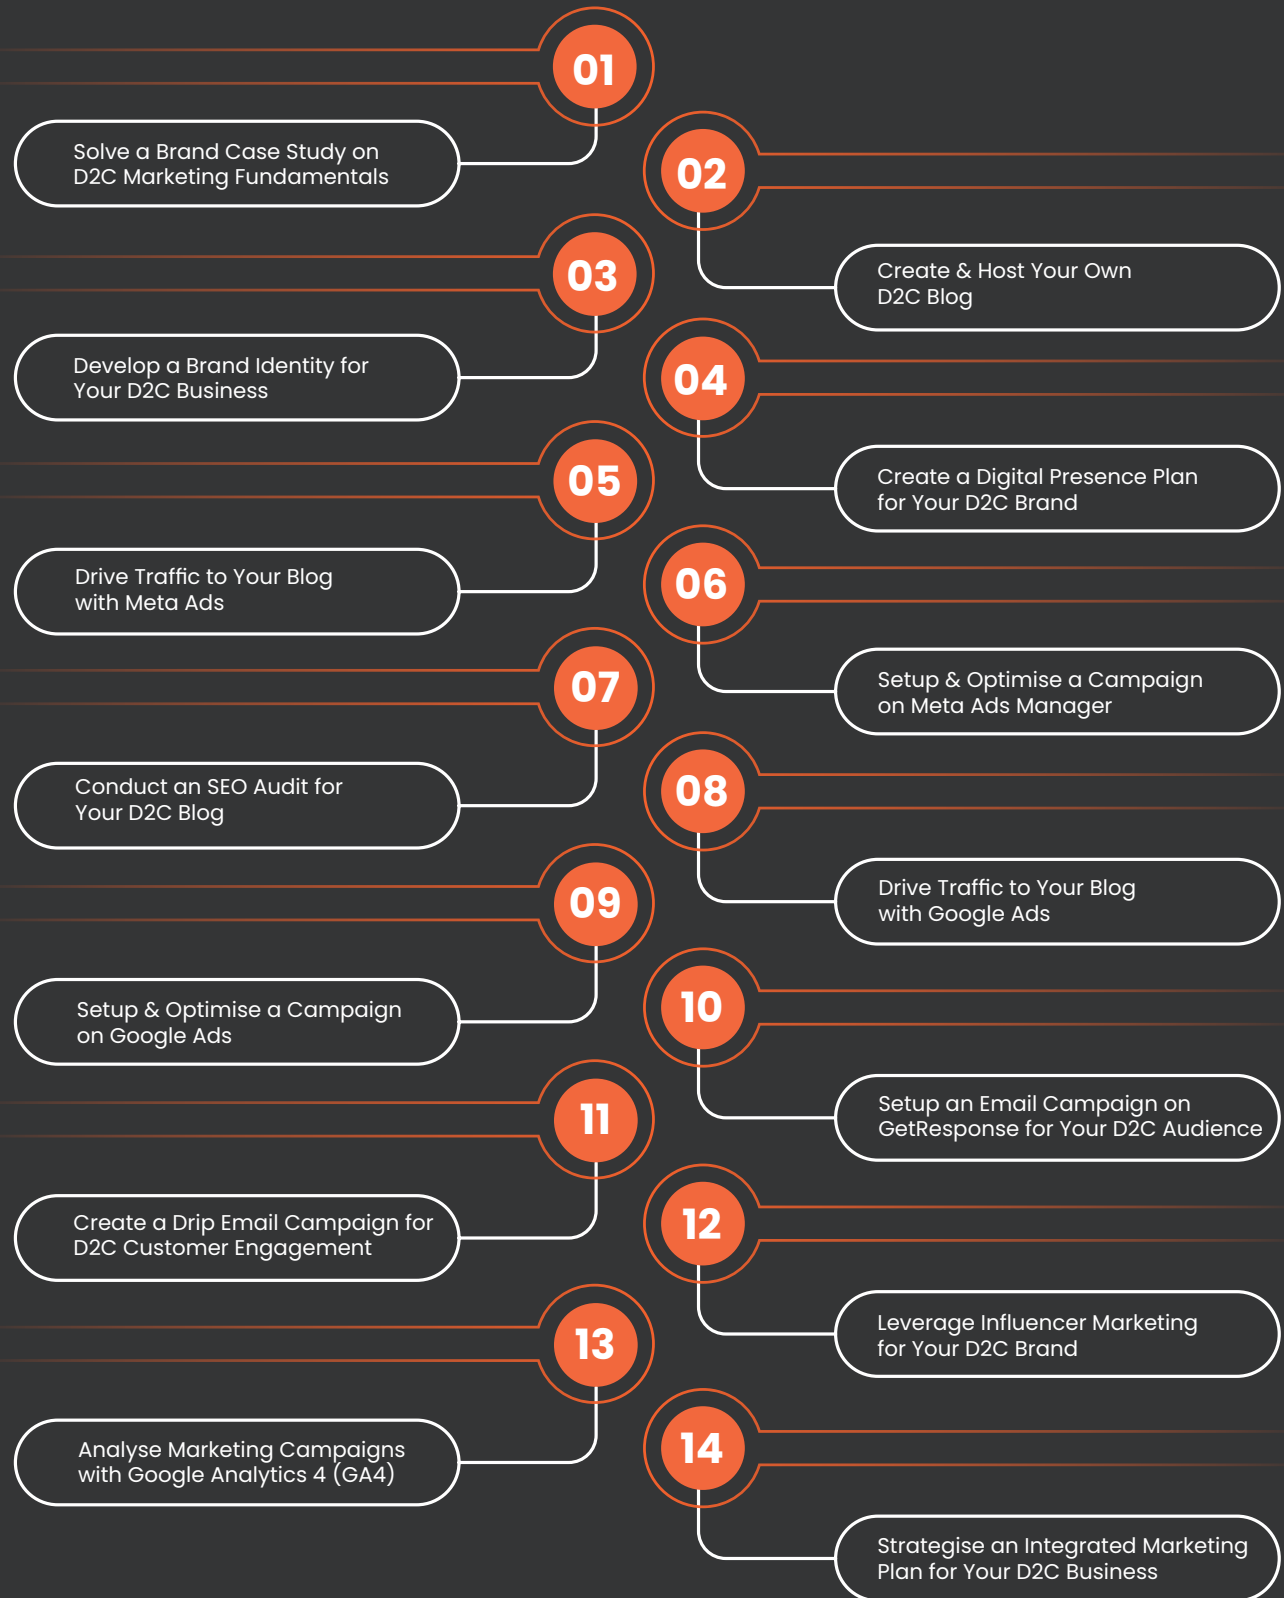 01
Solve a Brand Case Study on
D2C Marketing Fundamentals
02
Create & Host Your Own
D2C Blog
03
Develop a Brand Identity for
Your D2C Business
04
Create a Digital Presence Plan
for Your D2C Brand
05
Drive Traffic to Your Blog
with Meta Ads
06
Setup & Optimise a Campaign
on Meta Ads Manager
07
Conduct an SEO Audit for
Your D2C Blog
08
Drive Traffic to Your Blog
with Google Ads
09
Setup & Optimise a Campaign
on Google Ads
10
Setup an Email Campaign on
GetResponse for Your D2C Audience
11
Create a Drip Email Campaign for
D2C Customer Engagement
12
Leverage Influencer Marketing
for Your D2C Brand
13
Analyse Marketing Campaigns
with Google Analytics 4 (GA4)
14
Strategise an Integrated Marketing
Plan for Your D2C Business